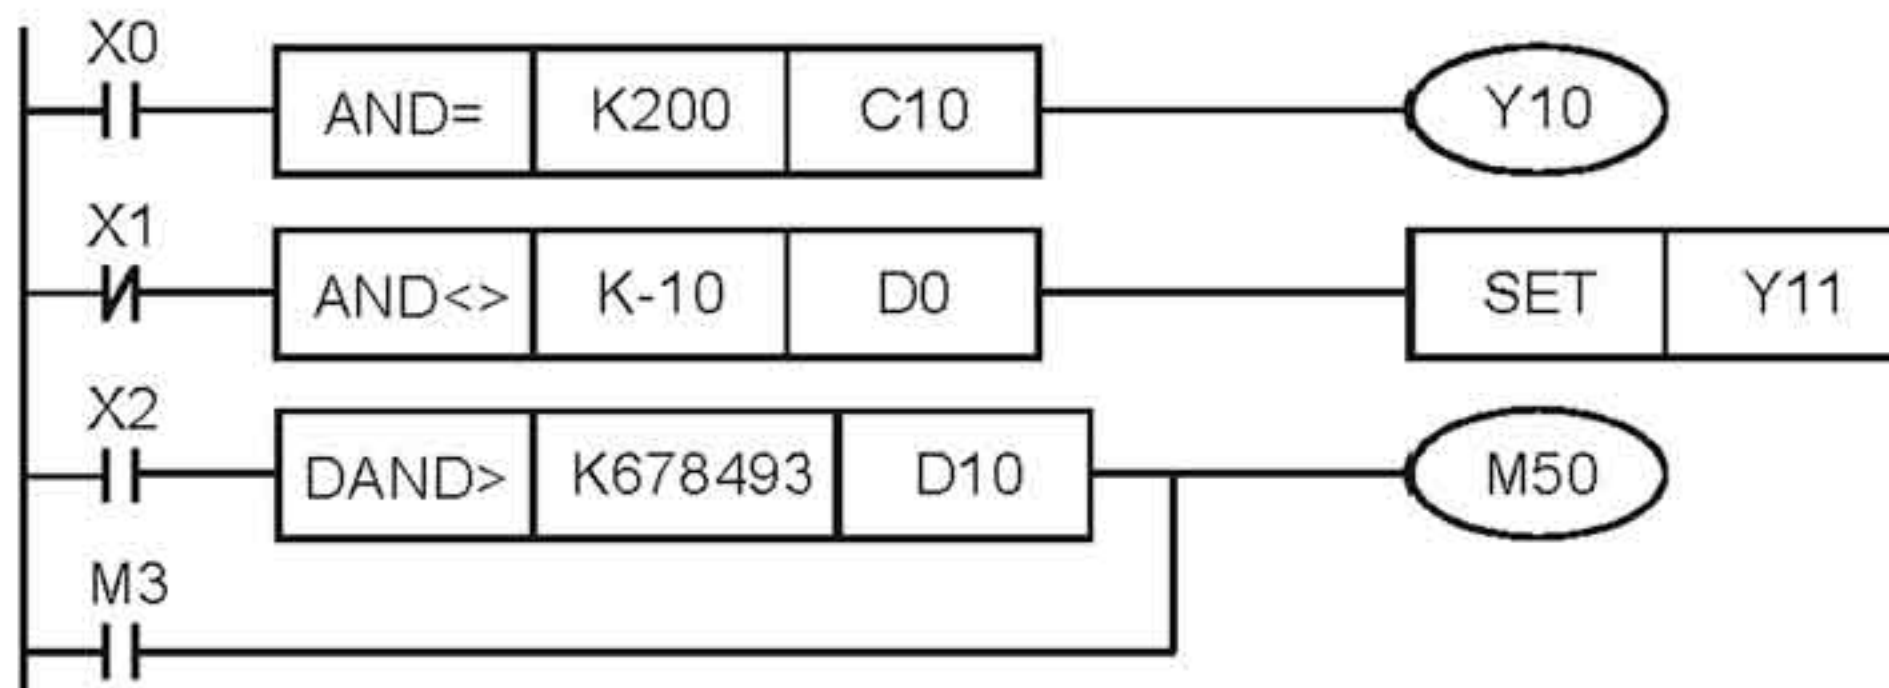 X0
AND= K200 C10 Y10
X1
AND<> K-10 D0 SET Y11
X2
DAND> K678493 D10 M50
M3